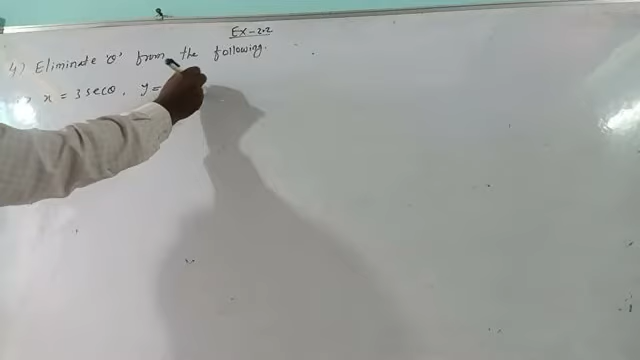 Ex-2.2
4) Eliminate 'θ' from the following.
x = 3 secθ, y =